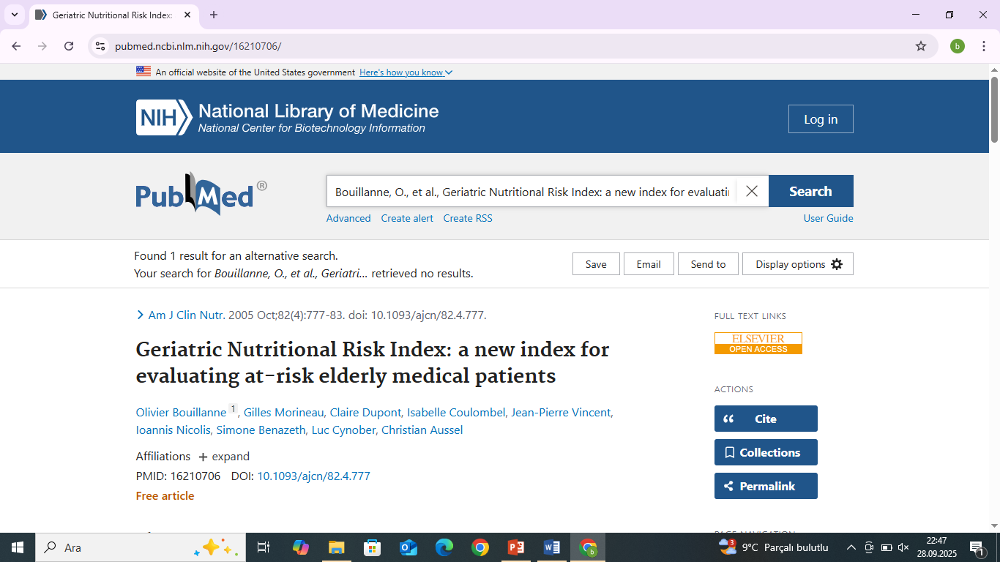 Geriatric Nutritional Risk Index:
pubmed.ncbi.nlm.nih.gov/16210706/
b
An official website of the United States government Here's how you know
NIH National Library of Medicine
National Center for Biotechnology Information
Log in
PubMed®
Bouillanne, O., et al., Geriatric Nutritional Risk Index: a new index for evaluati
Search
Advanced Create alert Create RSS
User Guide
Found 1 result for an alternative search.
Your search for Bouillanne, O., et al., Geriatri... retrieved no results.
Save Email Send to Display options
Am J Clin Nutr. 2005 Oct;82(4):777-83. doi: 10.1093/ajcn/82.4.777.
Geriatric Nutritional Risk Index: a new index for
evaluating at-risk elderly medical patients
Olivier Bouillanne 1, Gilles Morineau, Claire Dupont, Isabelle Coulombel, Jean-Pierre Vincent,
Ioannis Nicolis, Simone Benazeth, Luc Cynober, Christian Aussel
Affiliations + expand
PMID: 16210706 DOI: 10.1093/ajcn/82.4.777
Free article
FULL TEXT LINKS
ELSEVIER
OPEN ACCESS
ACTIONS
Cite
Collections
Permalink
Ara
3
9°C Parçalı bulutlu
22:47
28.09.2025
1